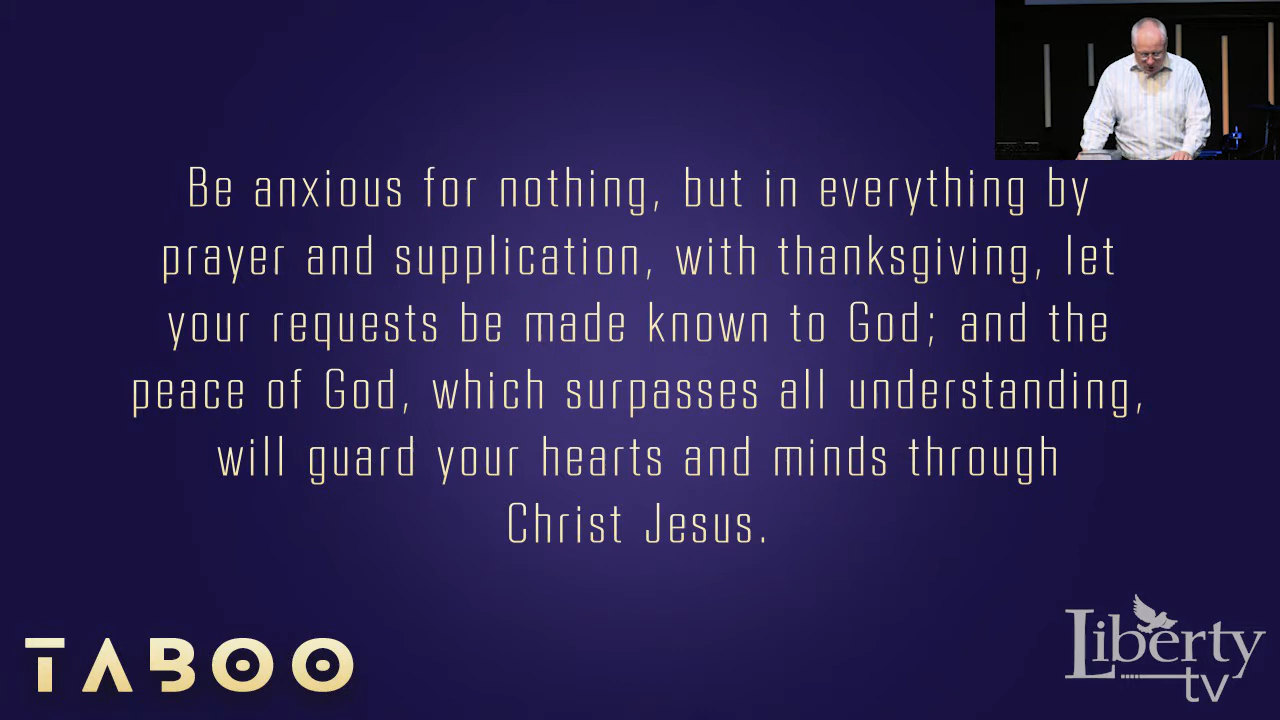 Be anxious for nothing, but in everything by
prayer and supplication, with thanksgiving, let
your requests be made known to God; and the
peace of God, which surpasses all understanding,
will guard your hearts and minds through
Christ Jesus.
TABOO
Liberty
tv